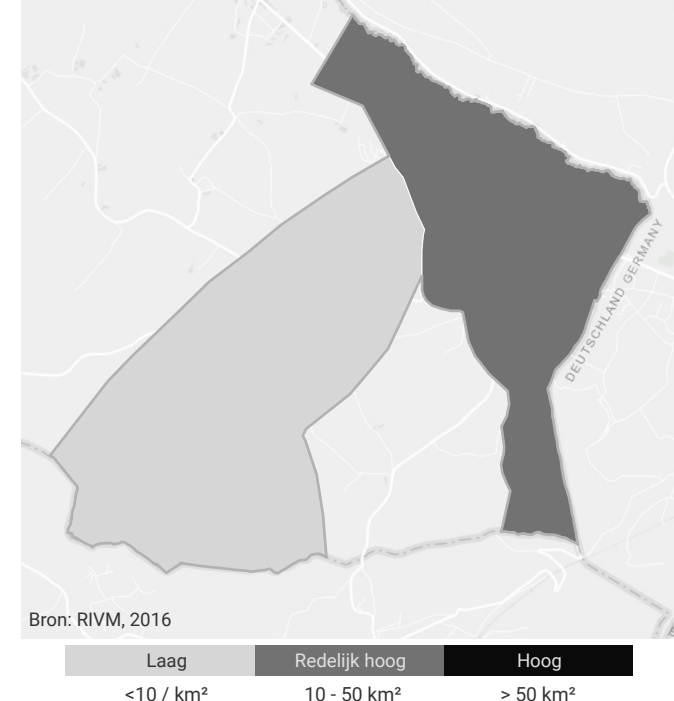 DEUTSCHLAND GERMANY
Bron: RIVM, 2016
Laag Redelijk hoog Hoog
<10 / km² 10 - 50 km² > 50 km²